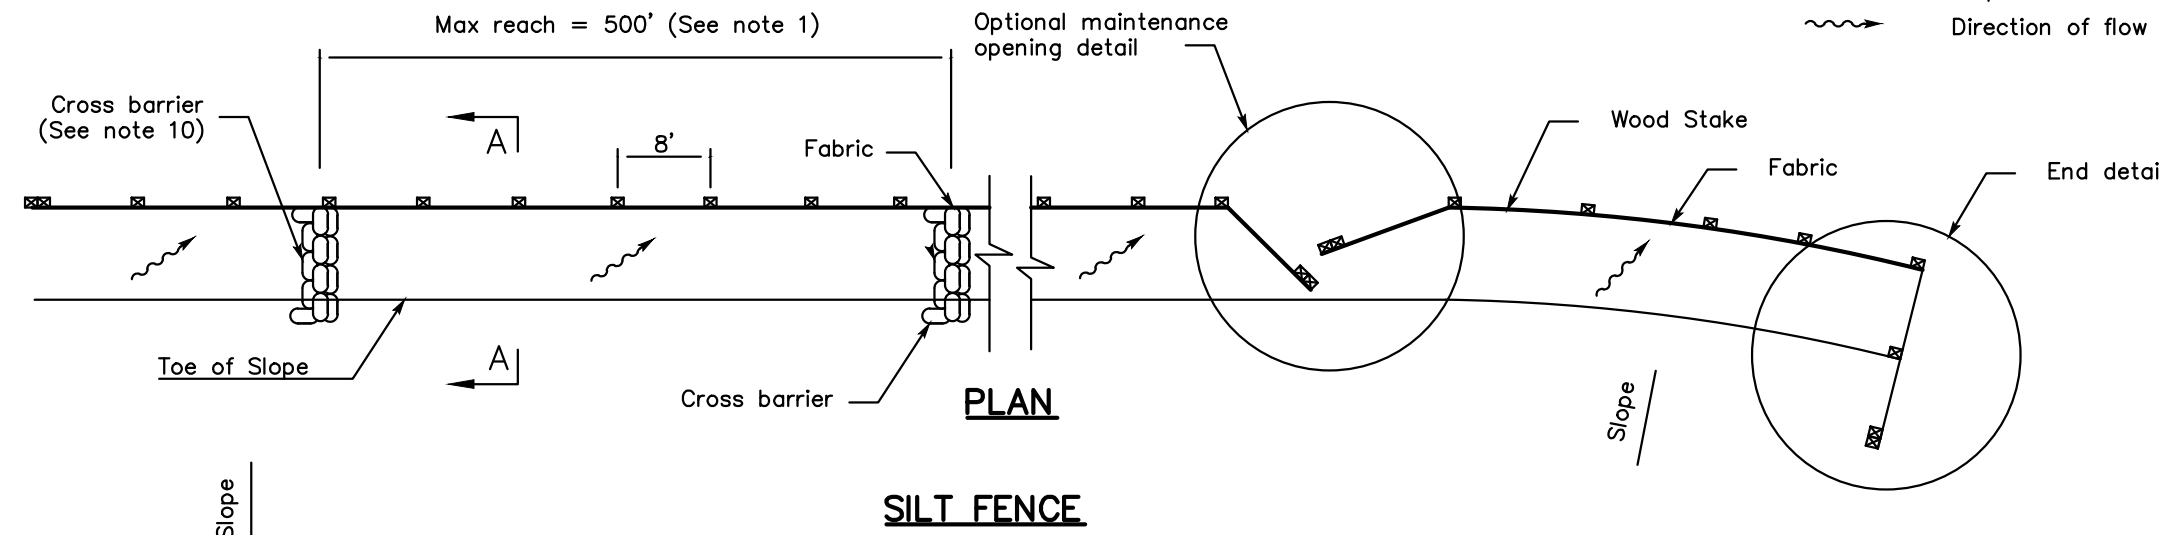 Max reach = 500' (See note 1)
Optional maintenance
opening detail
Direction of flow
Cross barrier
(See note 10)
A
8'
Fabric
Wood Stake
Fabric
End detai
Toe of Slope
A
Cross barrier
PLAN
Slope
Slope
SILT FENCE